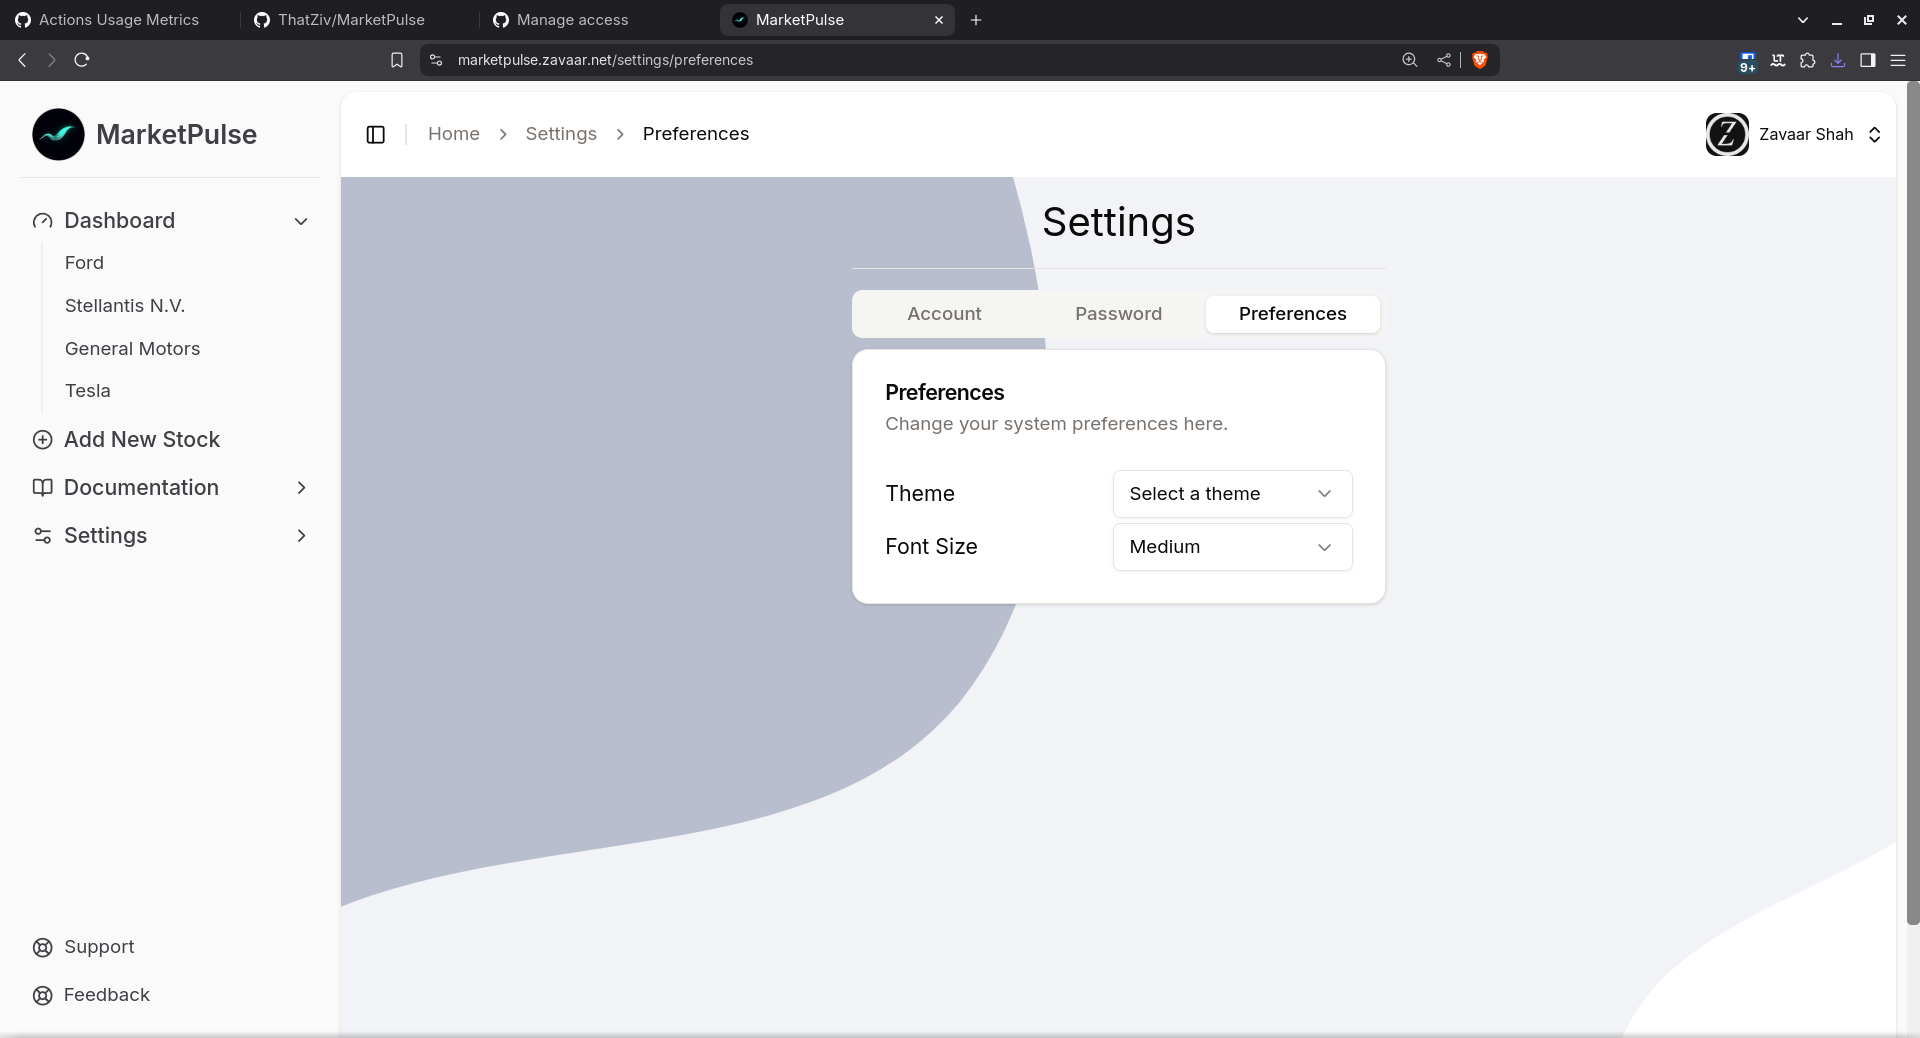 Actions Usage Metrics
ThatZiv/MarketPulse
Manage access
MarketPulse
marketpulse.zavaar.net/settings/preferences
9+
MarketPulse
Home
Settings
Preferences
Zavaar Shah
Dashboard
Ford
Stellantis N.V.
General Motors
Tesla
Add New Stock
Documentation
Settings
Support
Feedback
Settings
Account
Password
Preferences
Preferences
Change your system preferences here.
Theme
Select a theme
Font Size
Medium